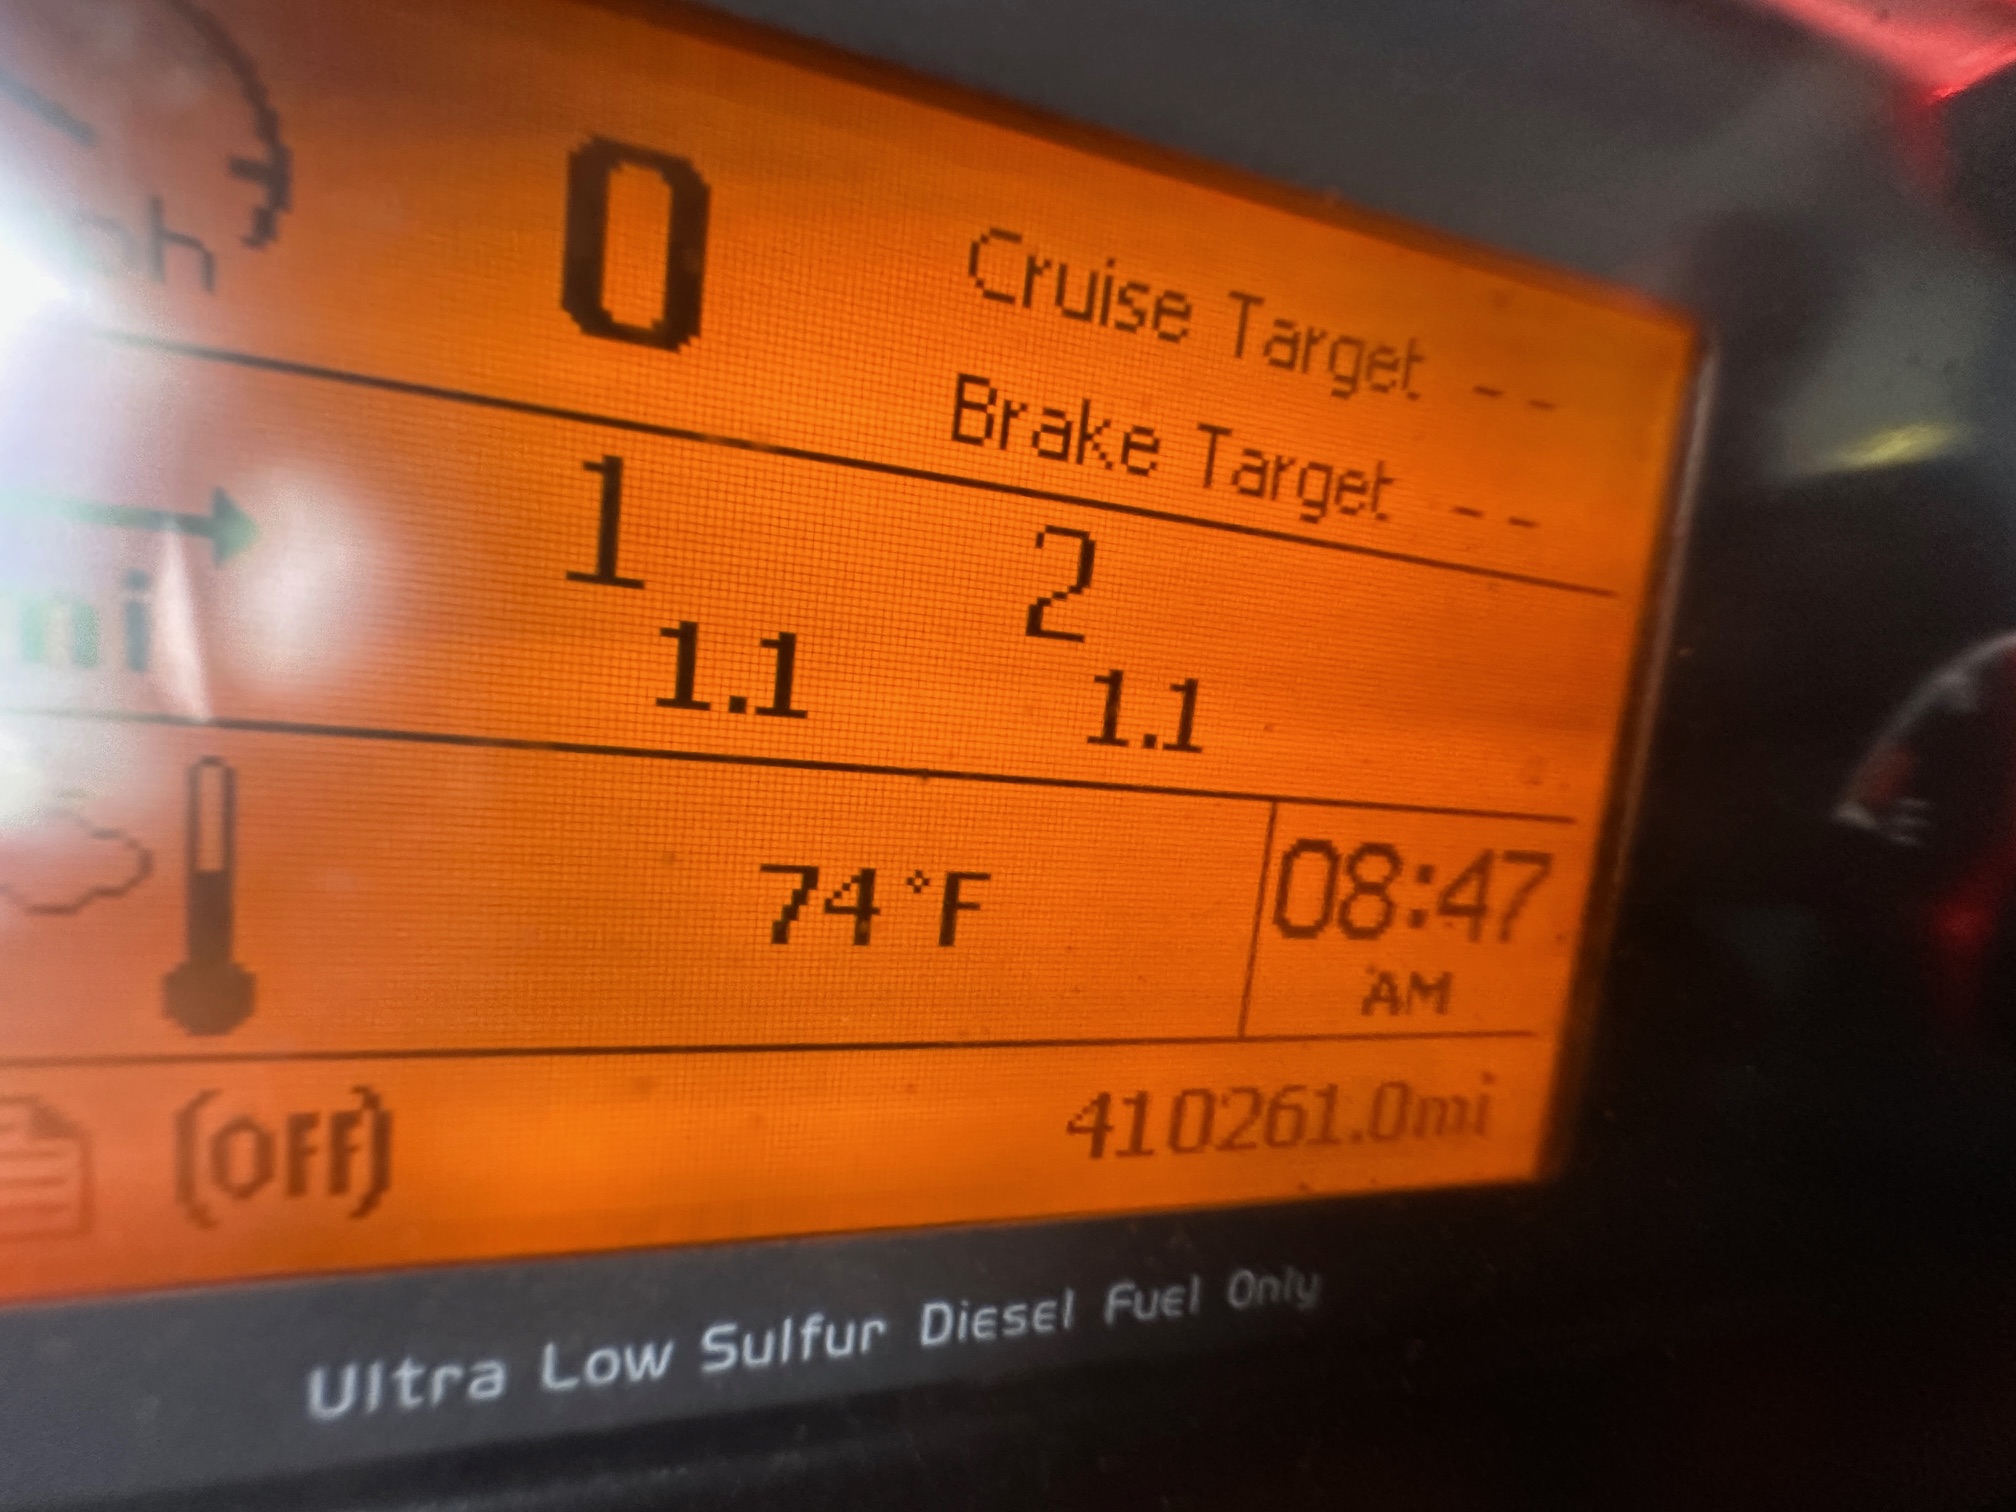 0
Cruise Target --
Brake Target --
1 2
mi 1.1 1.1
74°F 08:47
AM
(OFF) 410261.0mi
Ultra Low Sulfur Diesel Fuel Only